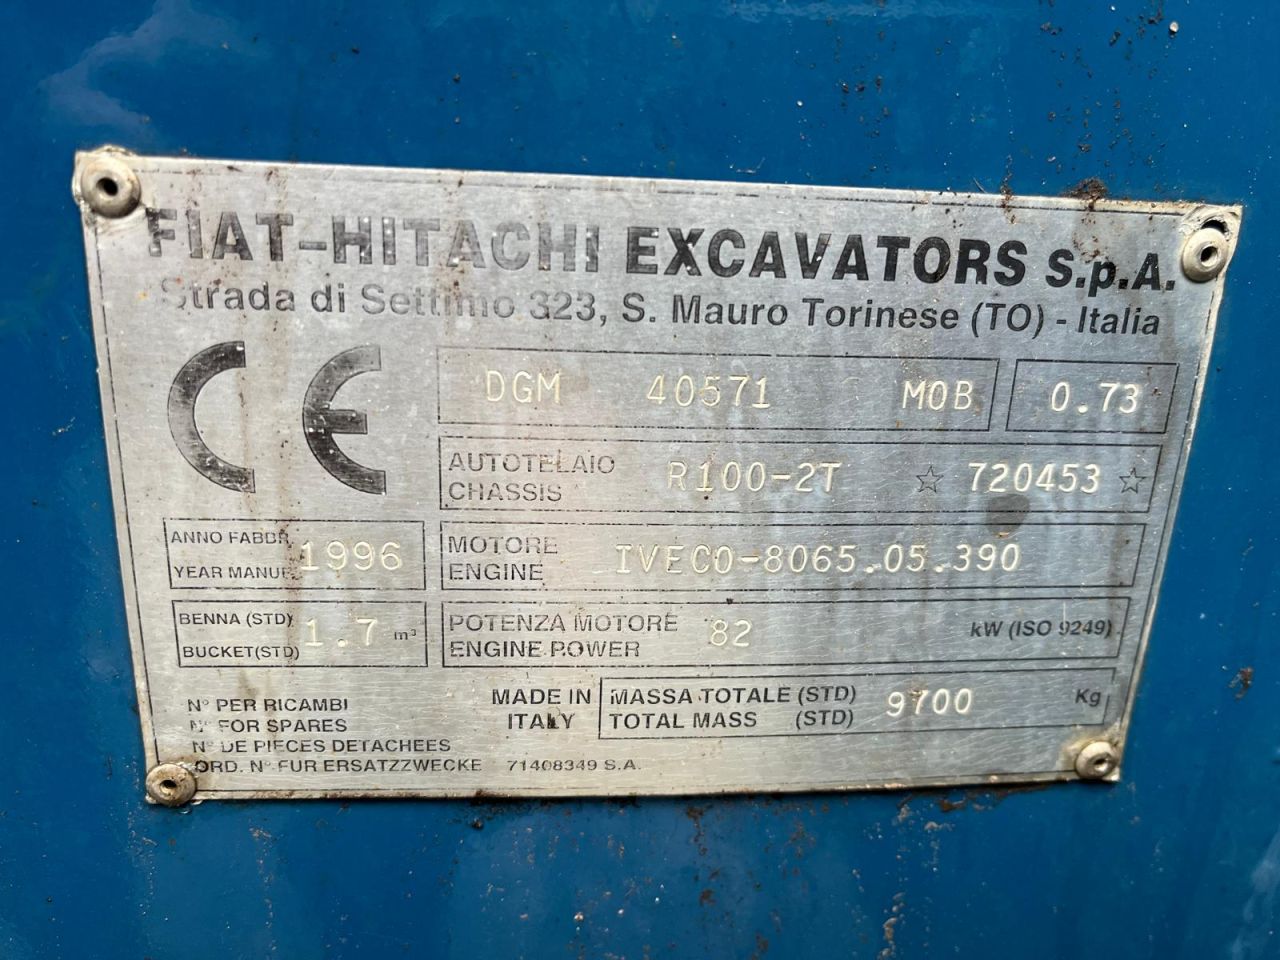 FIAT-HITACHI EXCAVATORS S.p.A.
Strada di Settimo 323, S. Mauro Torinese (TO) - Italia
CE
DGM 40571 MOB 0.73
AUTOTELAIO
CHASSIS
R100-2T ☆ 720453 ☆
ANNO FABBR.
YEAR MANUF.
1996
MOTORE
ENGINE
IVECO-8065.05.390
BENNA (STD)
BUCKET(STD)
1.7 m³
POTENZA MOTORE
ENGINE POWER
82 kW (ISO 9249)
N° PER RICAMBI
N° FOR SPARES
N° DE PIECES DETACHEES
ORD. N° FUR ERSATZZWECKE 71408349 S.A.
MADE IN
ITALY
MASSA TOTALE (STD)
TOTAL MASS (STD)
9700 Kg